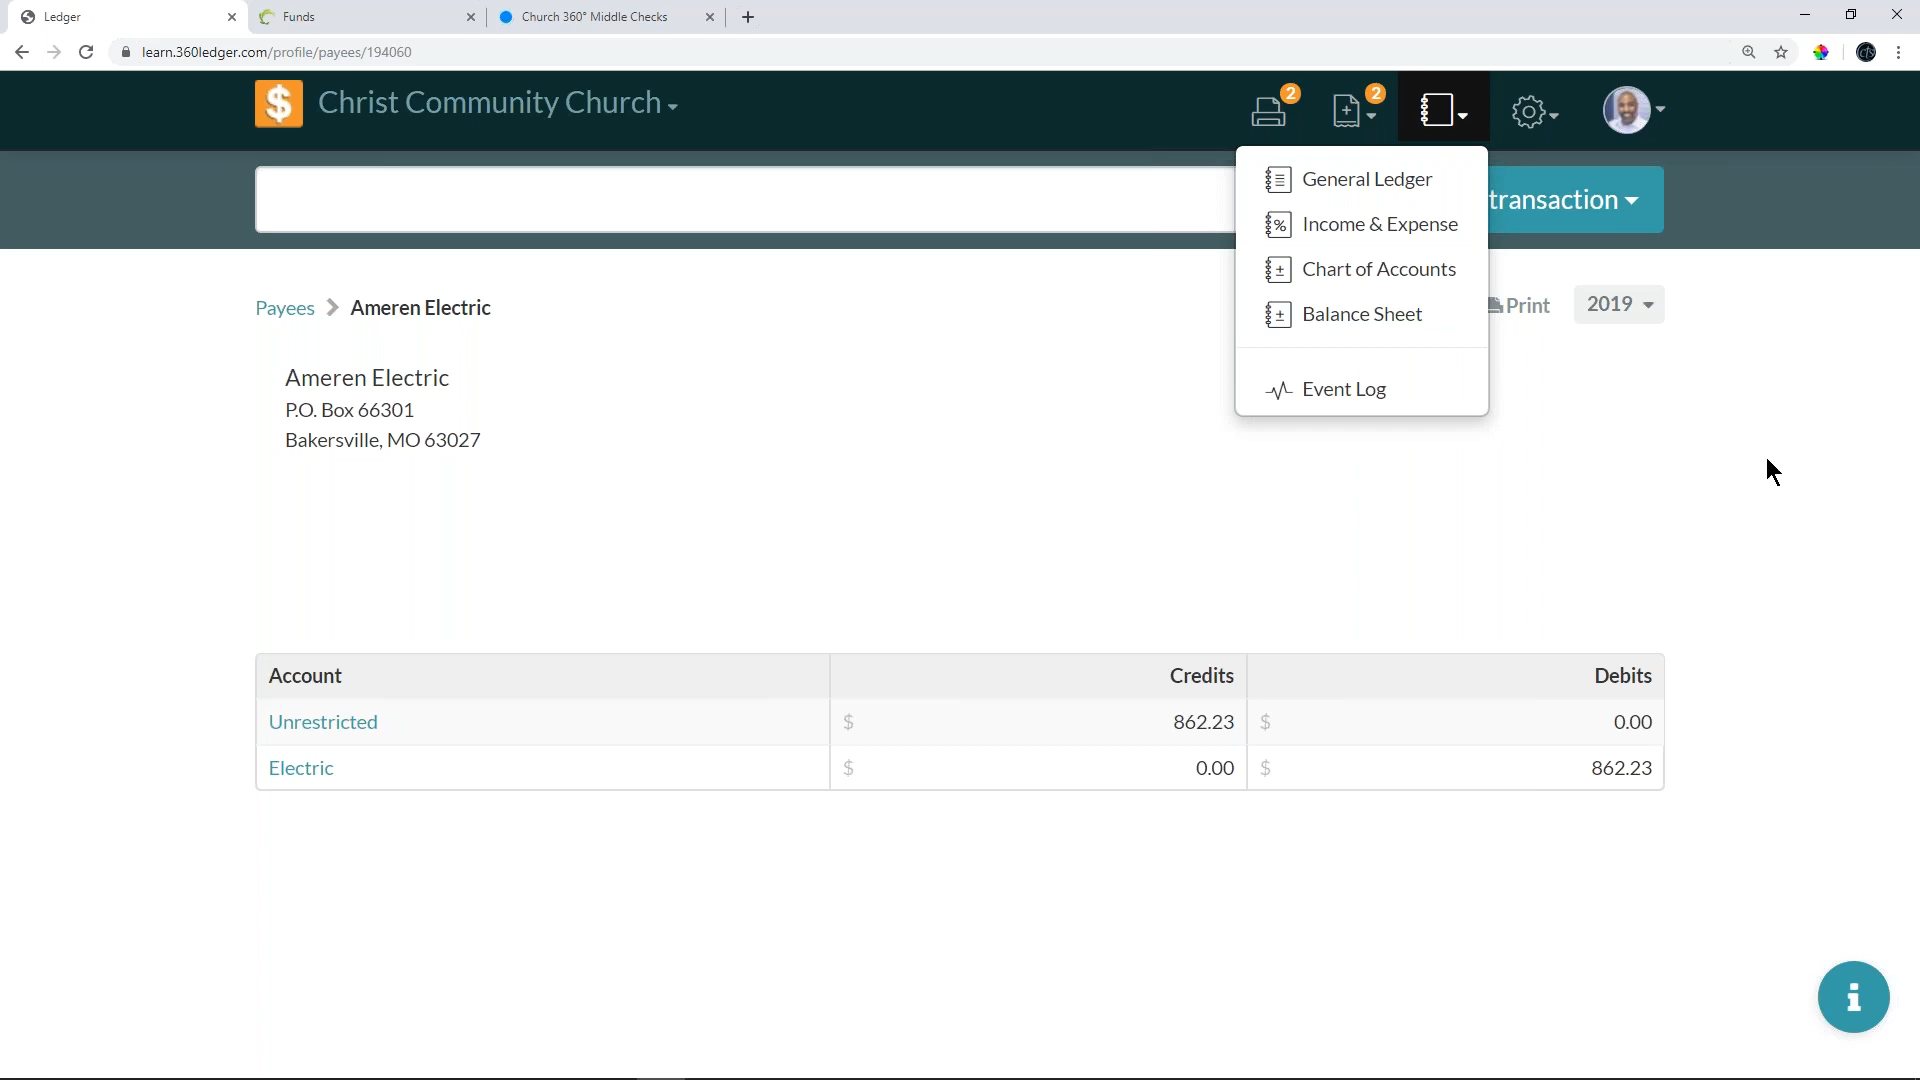 Ledger
Funds
Church 360° Middle Checks
learn.360ledger.com/profile/payees/194060
Christ Community Church
2
2
General Ledger
transaction
Income & Expense
Chart of Accounts
Payees Ameren Electric
Balance Sheet
Print
2019
Ameren Electric
P.O. Box 66301
Event Log
Bakersville, MO 63027
Account Credits Debits
Unrestricted $ 862.23 $ 0.00
Electric $ 0.00 $ 862.23